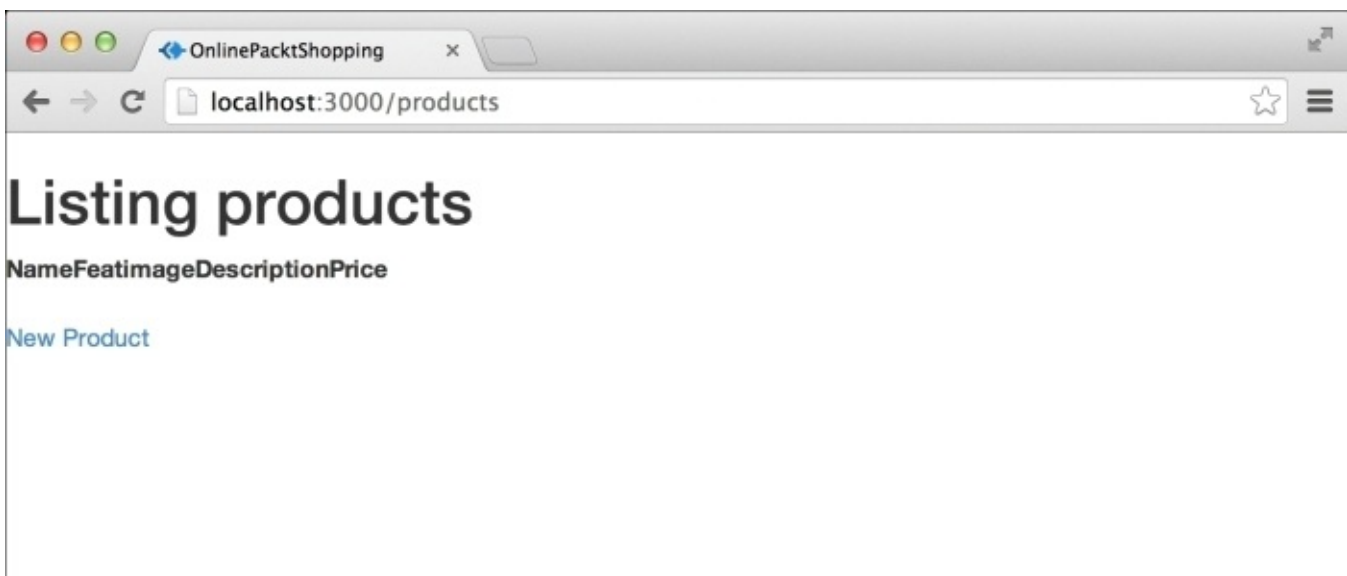 OnlinePacktShopping
localhost:3000/products
Listing products
NameFeatimageDescriptionPrice
New Product